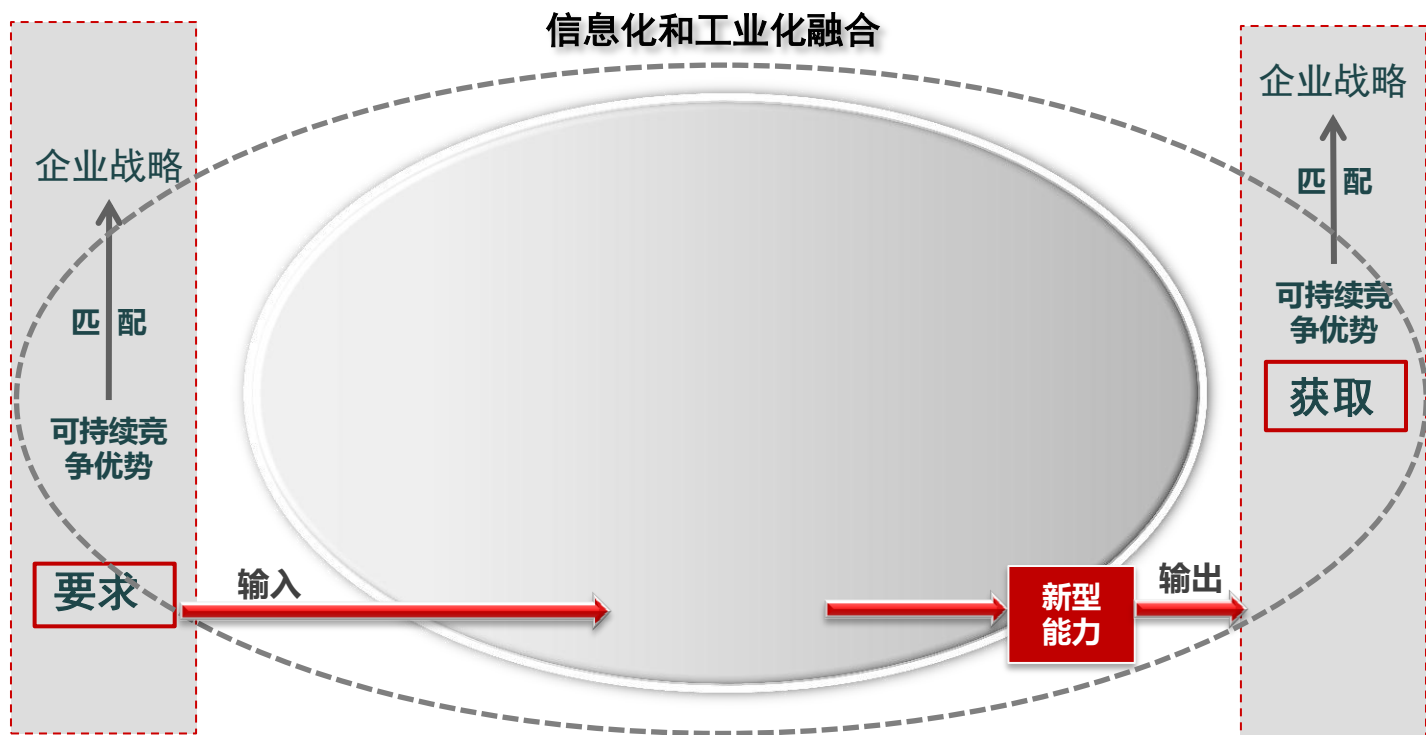 信息化和工业化融合
企业战略
匹 配
可持续竞
争优势
要求
输入
新型
能力
输出
企业战略
匹 配
可持续竞
争优势
获取